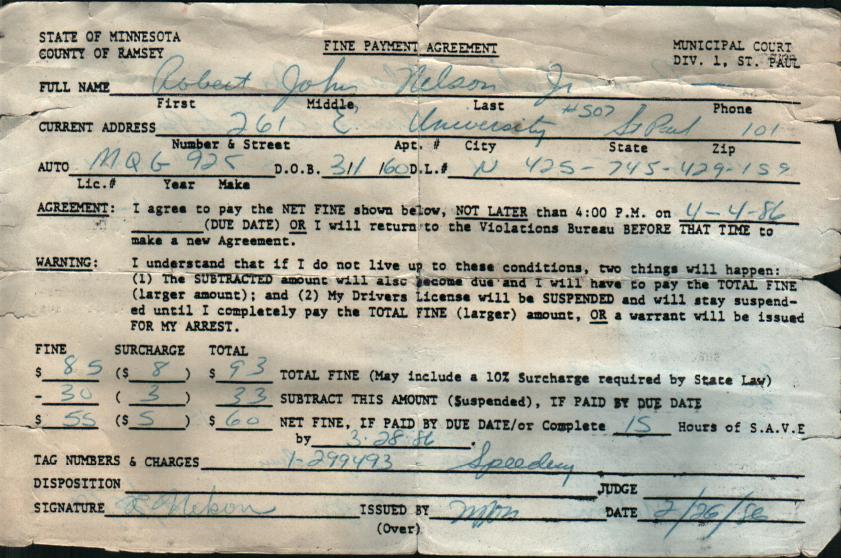 STATE OF MINNESOTA
COUNTY OF RAMSEY
FINE PAYMENT AGREEMENT
MUNICIPAL COURT
DIV. 1, ST. PAUL
FULL NAME Robert John Nelson Jr
First Middle, Last Phone
CURRENT ADDRESS 261 E. University #507 St Paul 101
Number & Street Apt. # City State Zip
AUTO MQG 925 D.O.B. 311 160 D.L.# N 425-745-429-159
Lic.# Year Make
AGREEMENT: I agree to pay the NET FINE shown below, NOT LATER than 4:00 P.M. on 4-4-86
(DUE DATE) OR I will return to the Violations Bureau BEFORE THAT TIME to
make a new Agreement.
WARNING: I understand that if I do not live up to these conditions, two things will happen:
(1) The SUBTRACTED amount will also become due and I will have to pay the TOTAL FINE
(larger amount); and (2) My Drivers License will be SUSPENDED and will stay suspend-
ed until I completely pay the TOTAL FINE (larger) amount, OR a warrant will be issued
FOR MY ARREST.
FINE SURCHARGE TOTAL
$ 85 ($ 8 ) $ 93 TOTAL FINE (May include a 10% Surcharge required by State Law)
- 30 ( 3 ) 33 SUBTRACT THIS AMOUNT (Suspended), IF PAID BY DUE DATE
$ 55 ($ 5 ) $ 60 NET FINE, IF PAID BY DUE DATE/or Complete 15 Hours of S.A.V.E
by 3-28-86.
TAG NUMBERS & CHARGES 1-299493 Speeding
DISPOSITION JUDGE
SIGNATURE R Nelson ISSUED BY DATE 2/26/86
(Over)